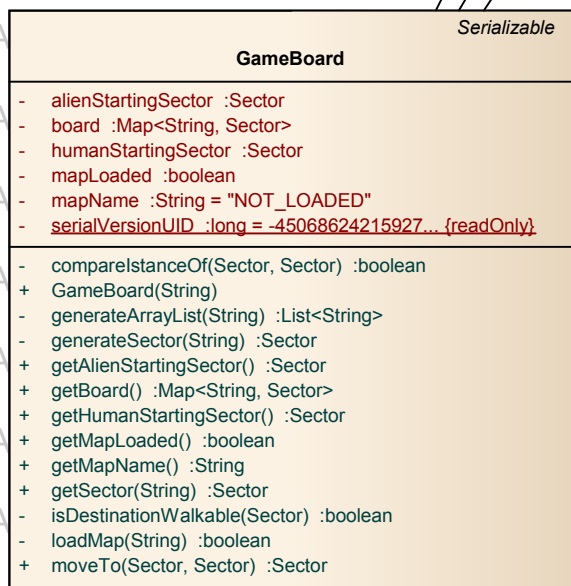 Serializable
GameBoard
- alienStartingSector :Sector
- board :Map<String, Sector>
- humanStartingSector :Sector
- mapLoaded :boolean
- mapName :String = "NOT_LOADED"
- serialVersionUID :long = -45068624215927... {readOnly}
- compareIstanceOf(Sector, Sector) :boolean
+ GameBoard(String)
- generateArrayList(String) :List<String>
- generateSector(String) :Sector
+ getAlienStartingSector() :Sector
+ getBoard() :Map<String, Sector>
+ getHumanStartingSector() :Sector
+ getMapLoaded() :boolean
+ getMapName() :String
+ getSector(String) :Sector
- isDestinationWalkable(Sector) :boolean
- loadMap(String) :boolean
+ moveTo(Sector, Sector) :Sector